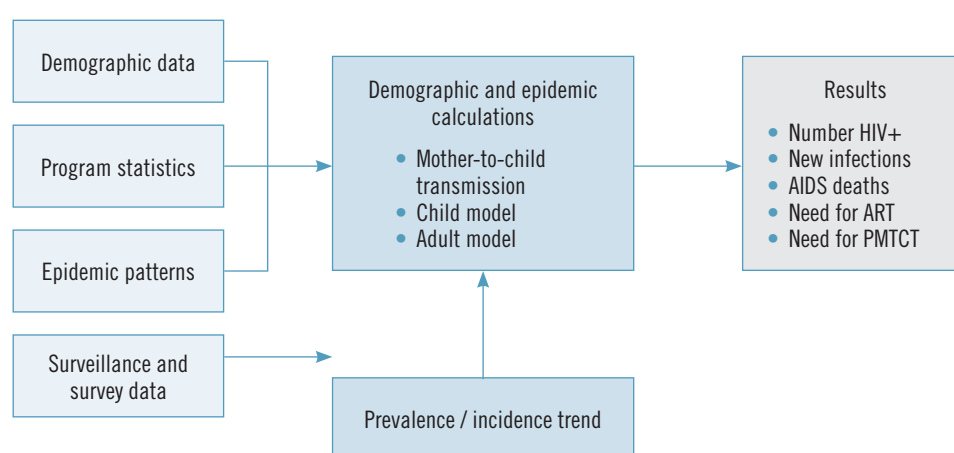 Demographic data
Program statistics
Epidemic patterns
Surveillance and
survey data
Demographic and epidemic
calculations
• Mother-to-child
transmission
• Child model
• Adult model
Prevalence / incidence trend
Results
• Number HIV+
• New infections
• AIDS deaths
• Need for ART
• Need for PMTCT